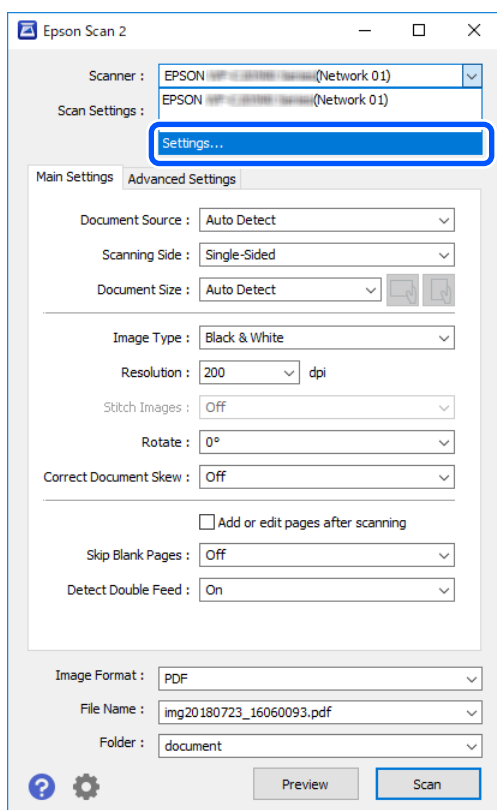 Epson Scan 2
Scanner : EPSON (Network 01)
EPSON (Network 01)
Scan Settings :
Settings...
Main Settings Advanced Settings
Document Source : Auto Detect
Scanning Side : Single-Sided
Document Size : Auto Detect
Image Type : Black & White
Resolution : 200 dpi
Stitch Images : Off
Rotate : 0°
Correct Document Skew : Off
Add or edit pages after scanning
Skip Blank Pages : Off
Detect Double Feed : On
Image Format : PDF
File Name : img20180723_16060093.pdf
Folder : document
? Preview Scan